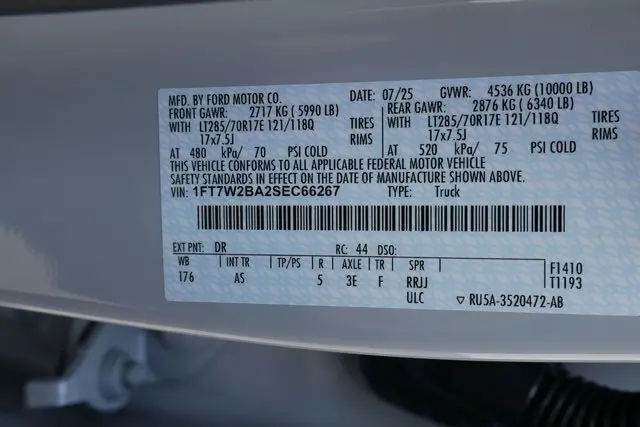 MFD. BY FORD MOTOR CO. DATE: 07/25 GVWR: 4536 KG (10000 LB)
FRONT GAWR: 2717 KG (5990 LB) REAR GAWR: 2876 KG (6340 LB)
WITH LT285/70R17E 121/118Q TIRES WITH LT285/70R17E 121/118Q TIRES
17x7.5J RIMS 17x7.5J RIMS
AT 480 kPa/ 70 PSI COLD AT 520 kPa/ 75 PSI COLD
THIS VEHICLE CONFORMS TO ALL APPLICABLE FEDERAL MOTOR VEHICLE
SAFETY STANDARDS IN EFFECT ON THE DATE OF MANUFACTURE SHOWN ABOVE.
VIN: 1FT7W2BA2SEC66267 TYPE: Truck
EXT PNT: DR RC: 44 DSO:
WB INT TR TP/PS R AXLE TR SPR F1410
176 AS 5 3E F RRJJ T1193
ULC ▽ RU5A-3520472-AB